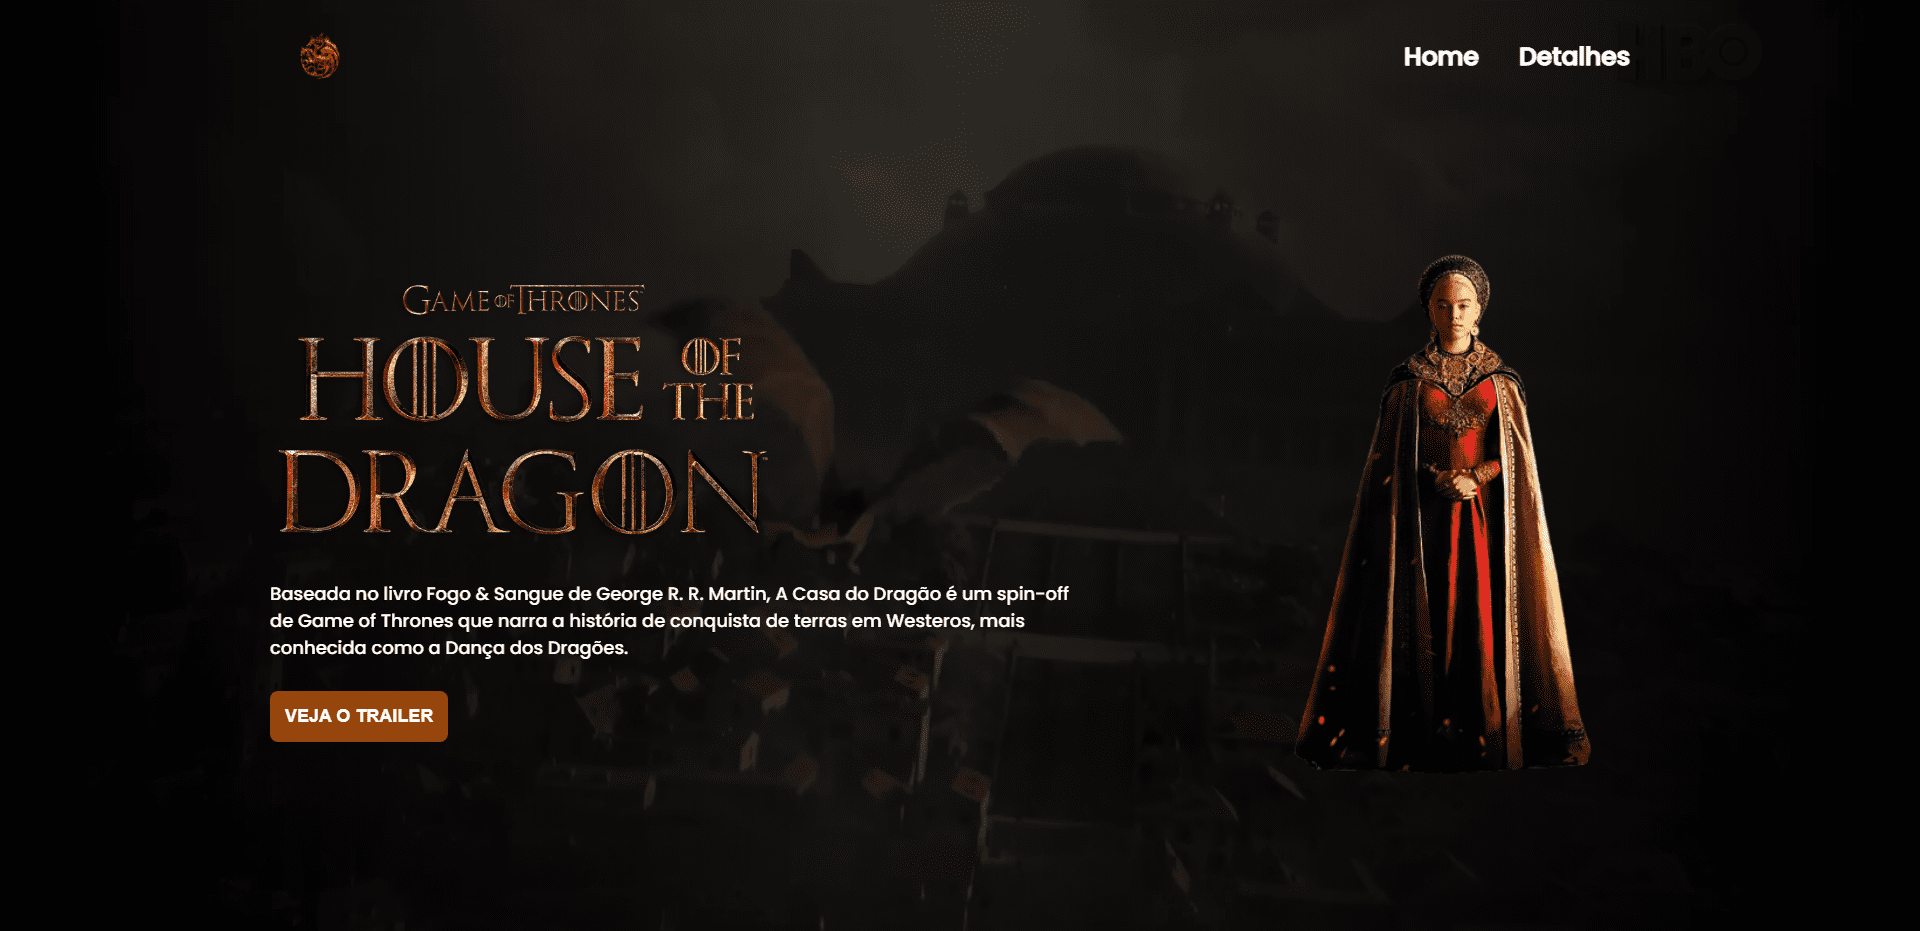 Home
Detalhes
HBO
GAME OF THRONES
HOUSE OF THE
DRAGON
Baseada no livro Fogo & Sangue de George R. R. Martin, A Casa do Dragão é um spin-off
de Game of Thrones que narra a história de conquista de terras em Westeros, mais
conhecida como a Dança dos Dragões.
VEJA O TRAILER